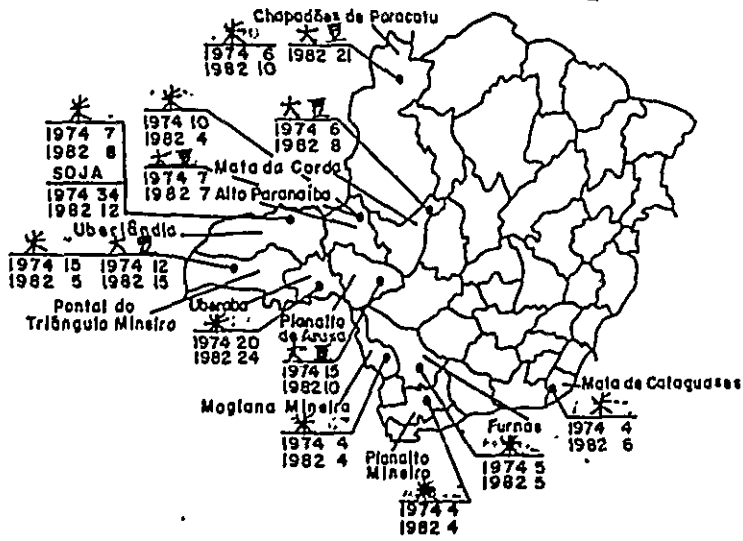 Chapadões de Paracatu
米 大豆
1974 6 1982 21
1982 10
米
1974 10
1982 4
大豆
1974 6
1982 8
米
1974 7
1982 8
SOJA
1974 34
1982 12
大豆
1974 7
1982 7
Mata da Corda
Alto Paranaíba
Uberlândia
米 大豆
1974 15 1974 12
1982 5 1982 15
Pontal do
Triângulo Mineiro
Uberaba
米
1974 20
1982 24
Planalto
de Araxa
大豆
1974 15
1982 10
Mogiana Mineira
米
1974 4
1982 4
Planalto
Mineiro
米
1974 4
1982 4
Furnas
米
1974 5
1982 5
Mata de Cataguases
米
1974 4
1982 6